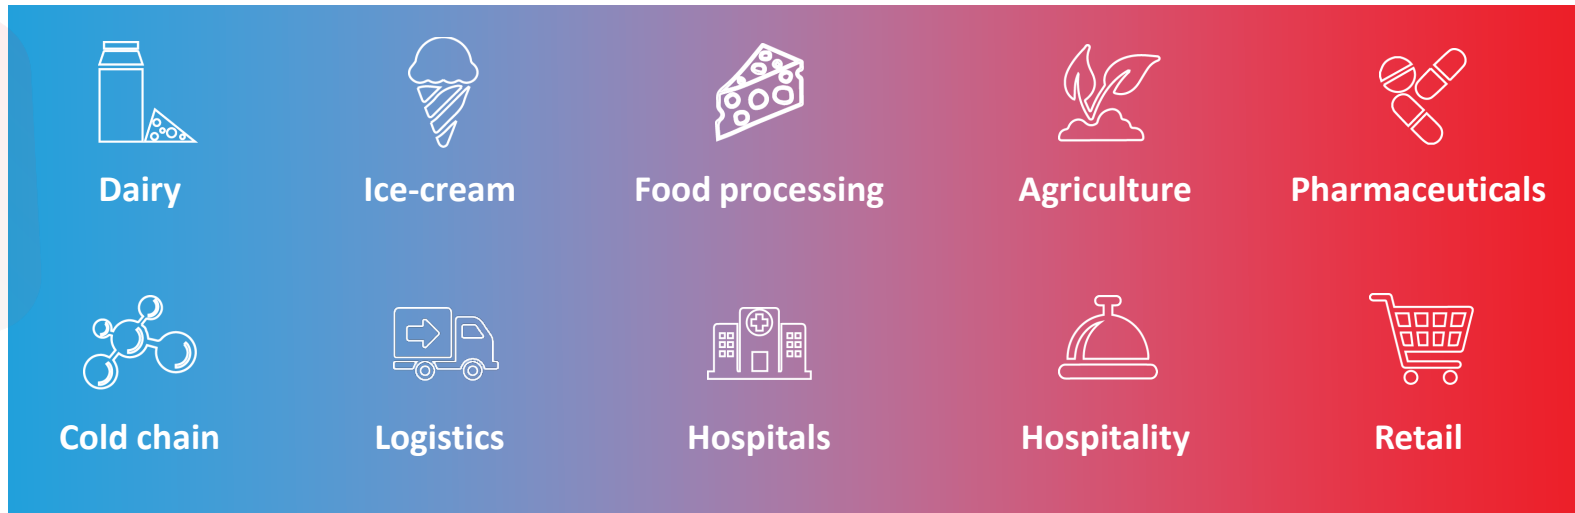 Dairy
Ice-cream
Food processing
Agriculture
Pharmaceuticals
Cold chain
Logistics
Hospitals
Hospitality
Retail